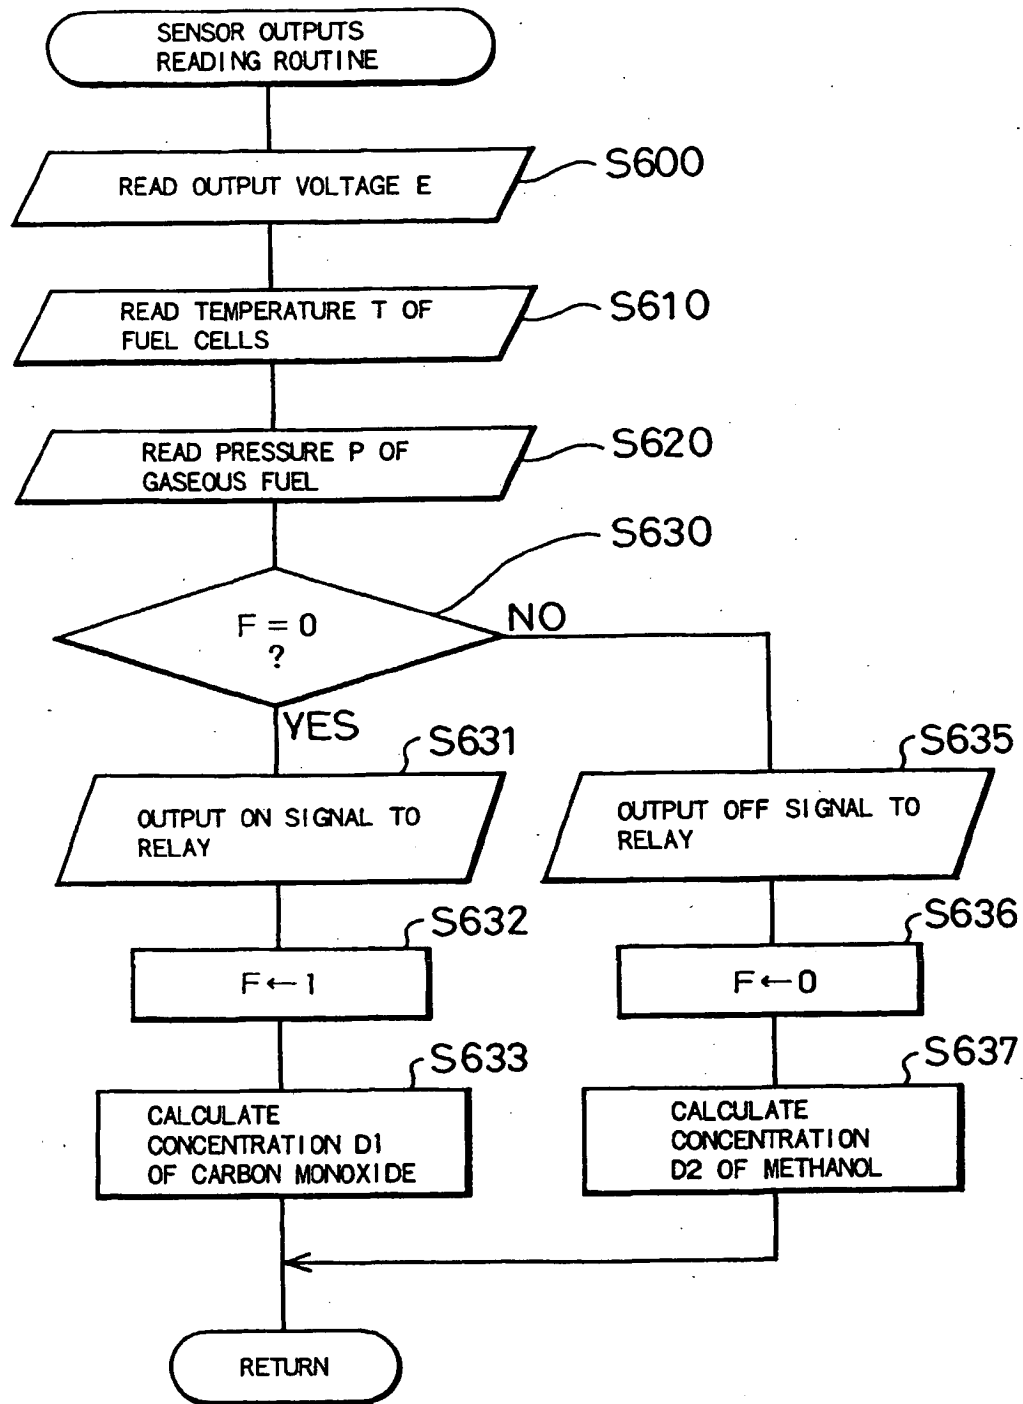 SENSOR OUTPUTS
READING ROUTINE
READ OUTPUT VOLTAGE E
S600
READ TEMPERATURE T OF
FUEL CELLS
S610
READ PRESSURE P OF
GASEOUS FUEL
S620
S630
F = 0
?
NO
YES
S631
OUTPUT ON SIGNAL TO
RELAY
S635
OUTPUT OFF SIGNAL TO
RELAY
S632
F ← 1
S636
F ← 0
S633
CALCULATE
CONCENTRATION D1
OF CARBON MONOXIDE
S637
CALCULATE
CONCENTRATION
D2 OF METHANOL
RETURN